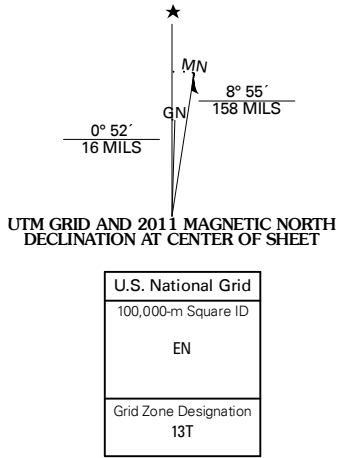 ★
MN
8° 55´
158 MILS
GN
0° 52´
16 MILS
UTM GRID AND 2011 MAGNETIC NORTH
DECLINATION AT CENTER OF SHEET
U.S. National Grid
100,000-m Square ID
EN
Grid Zone Designation
13T